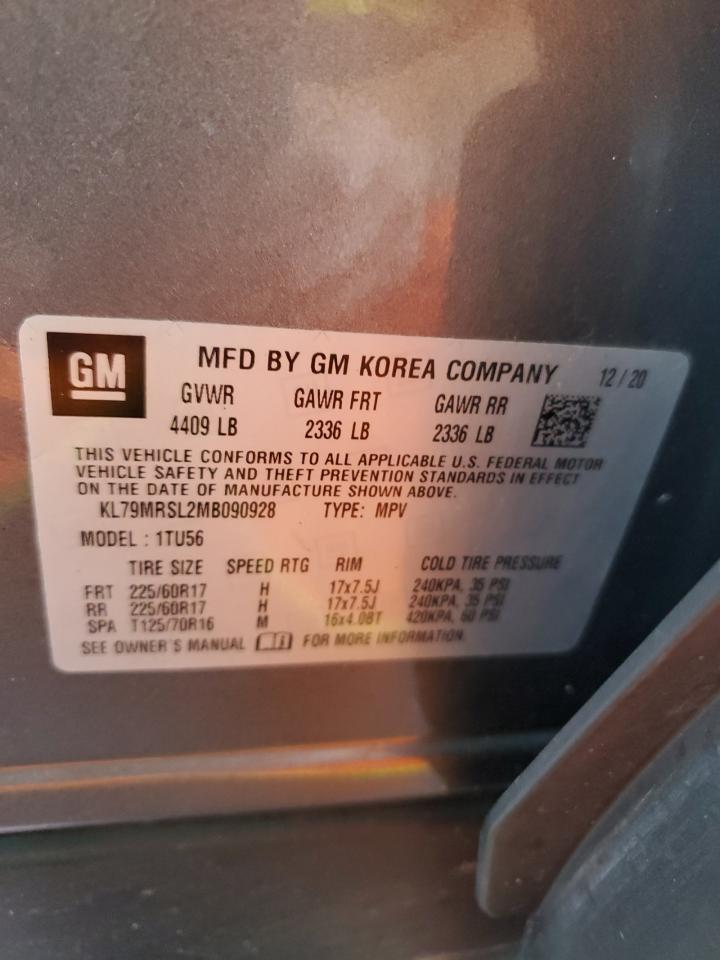 GM
MFD BY GM KOREA COMPANY 12/20
GVWR GAWR FRT GAWR RR
4409 LB 2336 LB 2336 LB
THIS VEHICLE CONFORMS TO ALL APPLICABLE U.S. FEDERAL MOTOR
VEHICLE SAFETY AND THEFT PREVENTION STANDARDS IN EFFECT
ON THE DATE OF MANUFACTURE SHOWN ABOVE.
KL79MRSL2MB090928 TYPE: MPV
MODEL : 1TU56
TIRE SIZE SPEED RTG RIM COLD TIRE PRESSURE
FRT 225/60R17 H 17x7.5J 240KPA, 35 PSI
RR 225/60R17 H 17x7.5J 240KPA, 35 PSI
SPA T125/70R16 M 16x4.0BT 420KPA, 60 PSI
SEE OWNER'S MANUAL FOR MORE INFORMATION.